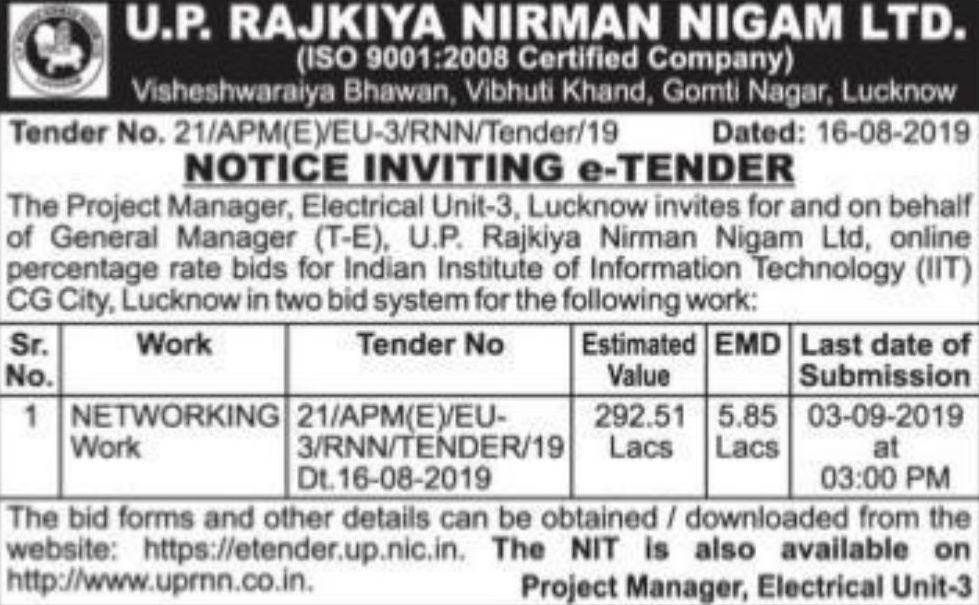 U.P. RAJKIYA NIRMAN NIGAM LTD.
(ISO 9001:2008 Certified Company)
Visheshwaraiya Bhawan, Vibhuti Khand, Gomti Nagar, Lucknow
Tender No. 21/APM(E)/EU-3/RNN/Tender/19 Dated: 16-08-2019
NOTICE INVITING e-TENDER
The Project Manager, Electrical Unit-3, Lucknow invites for and on behalf
of General Manager (T-E), U.P. Rajkiya Nirman Nigam Ltd, online
percentage rate bids for Indian Institute of Information Technology (IIT)
CG City, Lucknow in two bid system for the following work:
Sr. No. Work Tender No Estimated Value EMD Last date of Submission
1 NETWORKING Work 21/APM(E)/EU-3/RNN/TENDER/19 Dt.16-08-2019 292.51 Lacs 5.85 Lacs 03-09-2019 at 03:00 PM
The bid forms and other details can be obtained / downloaded from the
website: https://etender.up.nic.in. The NIT is also available on
http://www.uprnn.co.in. Project Manager, Electrical Unit-3